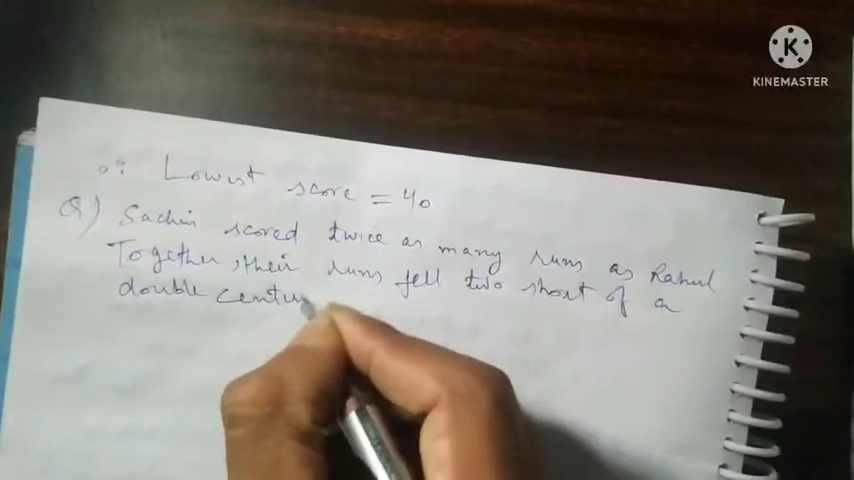 K
KINEMASTER
∴ Lowest score = 40
Q) Sachin scored twice as many runs as Rahul
Together, their runs fell two short of a
double centu